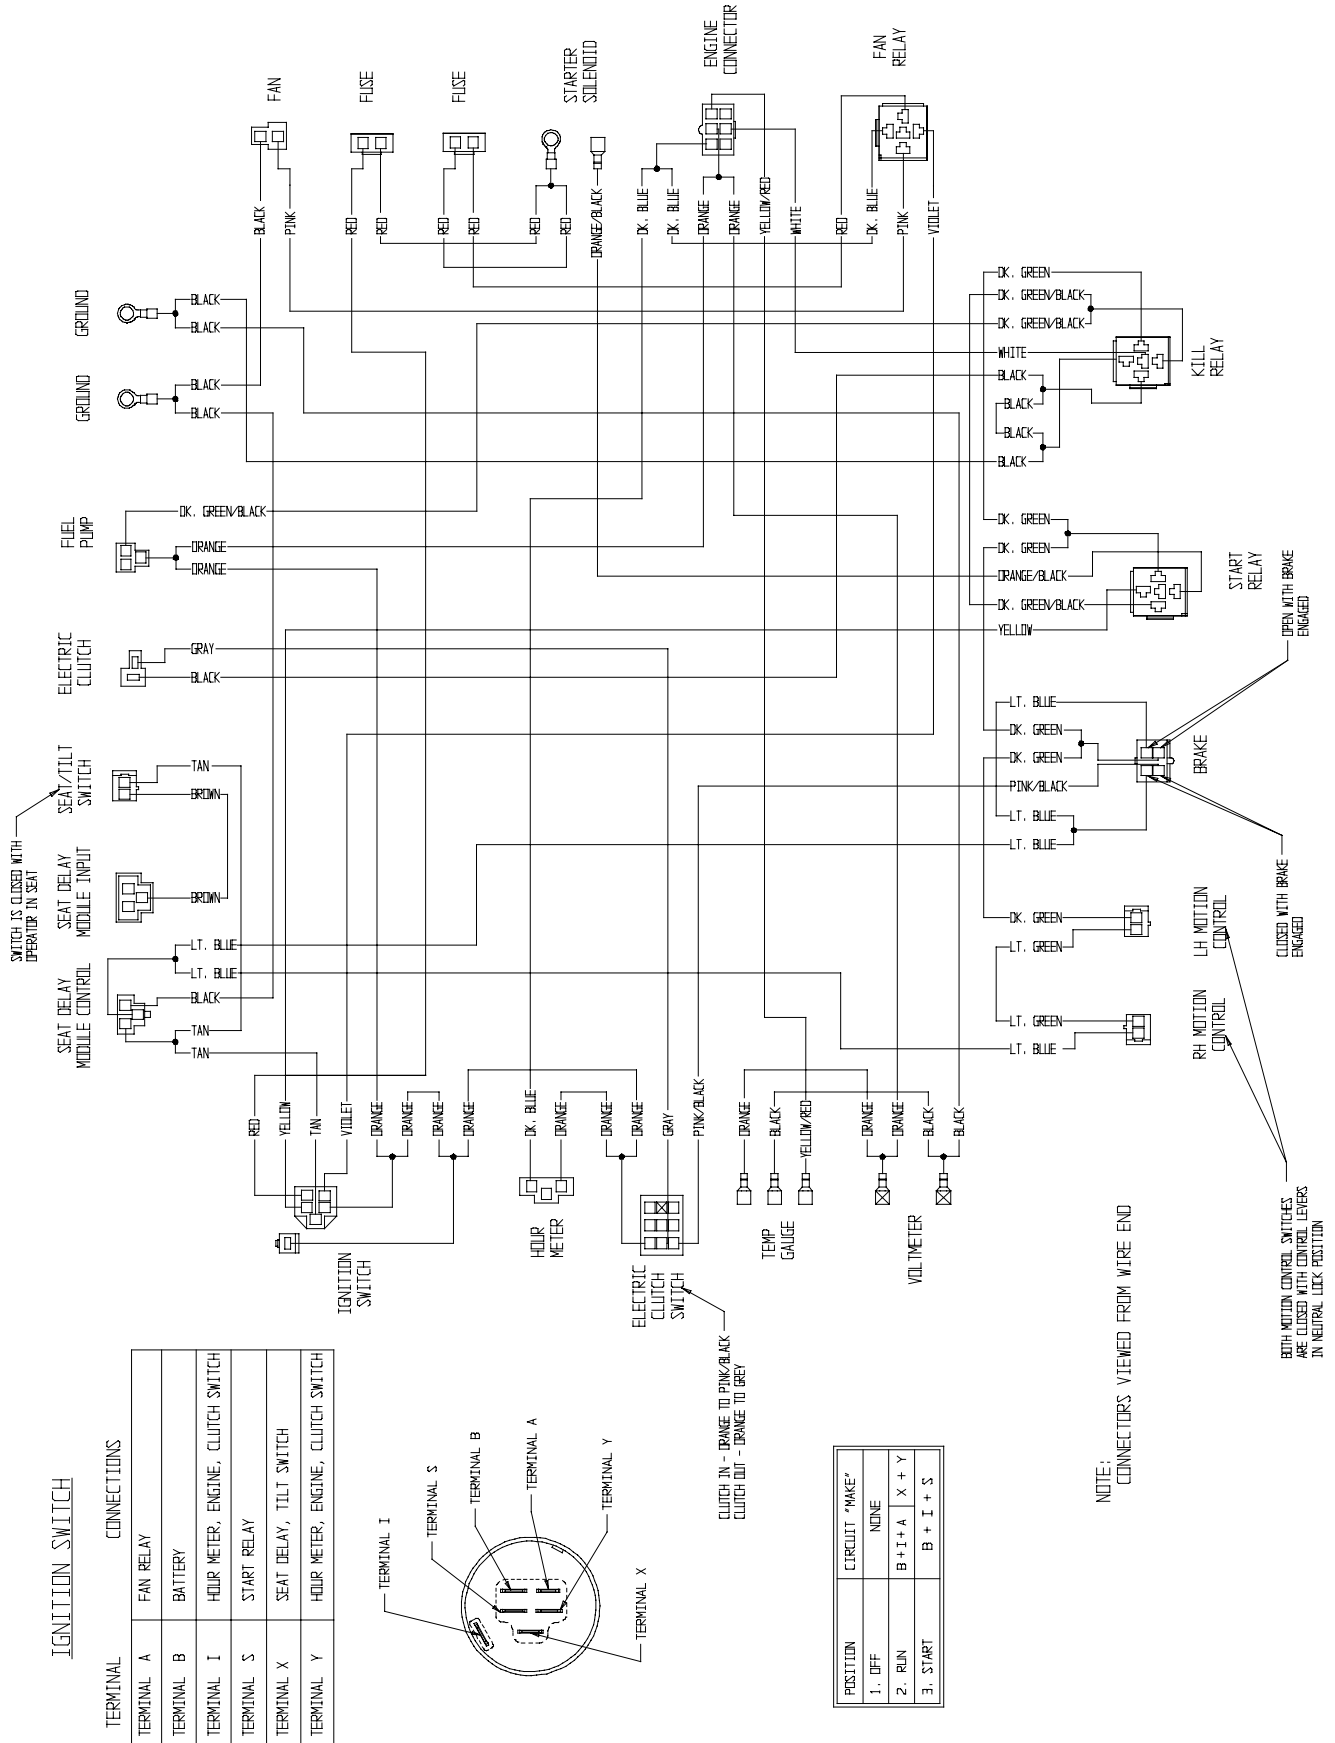 FAN
FUSE
FUSE
STARTER
SOLENOID
ENGINE
CONNECTOR
FAN
RELAY
BLACK
PINK
RED
RED
RED
RED
RED
RED
ORANGE/BLACK
DK. BLUE
DK. BLUE
ORANGE
ORANGE
YELLOW/RED
WHITE
RED
DK. BLUE
PINK
VIOLET
GROUND
BLACK
BLACK
GROUND
BLACK
BLACK
DK. GREEN
DK. GREEN/BLACK
DK. GREEN/BLACK
WHITE
BLACK
BLACK
BLACK
BLACK
KILL
RELAY
FUEL
PUMP
DK. GREEN/BLACK
ORANGE
ORANGE
DK. GREEN
DK. GREEN
ORANGE/BLACK
DK. GREEN/BLACK
YELLOW
START
RELAY
OPEN WITH BRAKE
ENGAGED
ELECTRIC
CLUTCH
GRAY
BLACK
SEAT/TILT
SWITCH
TAN
BROWN
SWITCH IS CLOSED WITH
OPERATOR IN SEAT
LT. BLUE
DK. GREEN
DK. GREEN
PINK/BLACK
LT. BLUE
LT. BLUE
BRAKE
CLOSED WITH BRAKE
ENGAGED
SEAT DELAY
MODULE INPUT
BROWN
SEAT DELAY
MODULE CONTROL
LT. BLUE
LT. BLUE
BLACK
TAN
TAN
DK. GREEN
LT. GREEN
LH MOTION
CONTROL
LT. GREEN
LT. BLUE
RH MOTION
CONTROL
RED
YELLOW
TAN
VIOLET
ORANGE
ORANGE
ORANGE
ORANGE
DK. BLUE
ORANGE
ORANGE
ORANGE
GRAY
PINK/BLACK
ORANGE
BLACK
YELLOW/RED
ORANGE
ORANGE
BLACK
BLACK
IGNITION
SWITCH
HOUR
METER
ELECTRIC
CLUTCH
SWITCH
TEMP
GAUGE
VOLTMETER
CLUTCH IN - ORANGE TO PINK/BLACK
CLUTCH OUT - ORANGE TO GREY
BOTH MOTION CONTROL SWITCHES
ARE CLOSED WITH CONTROL LEVERS
IN NEUTRAL LOCK POSITION
NOTE:
CONNECTORS VIEWED FROM WIRE END
IGNITION SWITCH
TERMINAL CONNECTIONS
TERMINAL A FAN RELAY
TERMINAL B BATTERY
TERMINAL I HOUR METER, ENGINE, CLUTCH SWITCH
TERMINAL S START RELAY
TERMINAL X SEAT DELAY, TILT SWITCH
TERMINAL Y HOUR METER, ENGINE, CLUTCH SWITCH
TERMINAL I
TERMINAL S
TERMINAL B
TERMINAL A
TERMINAL Y
TERMINAL X
POSITION CIRCUIT "MAKE"
1. OFF NONE
2. RUN B+I+A X + Y
3. START B + I + S